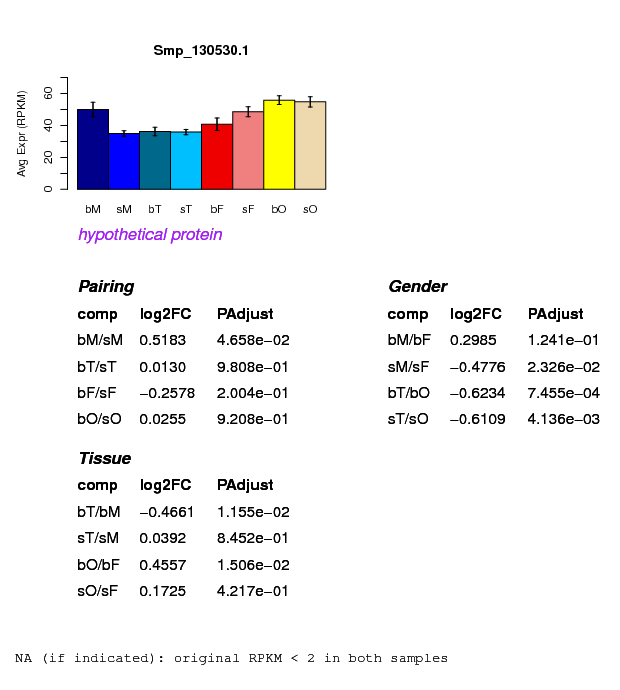 Smp_130530.1
Avg Expr (RPKM)
0 20 40 60
bM sM bT sT bF sF bO sO
hypothetical protein
Pairing
comp log2FC PAdjust
bM/sM 0.5183 4.658e−02
bT/sT 0.0130 9.808e−01
bF/sF −0.2578 2.004e−01
bO/sO 0.0255 9.208e−01
Gender
comp log2FC PAdjust
bM/bF 0.2985 1.241e−01
sM/sF −0.4776 2.326e−02
bT/bO −0.6234 7.455e−04
sT/sO −0.6109 4.136e−03
Tissue
comp log2FC PAdjust
bT/bM −0.4661 1.155e−02
sT/sM 0.0392 8.452e−01
bO/bF 0.4557 1.506e−02
sO/sF 0.1725 4.217e−01
NA (if indicated): original RPKM < 2 in both samples